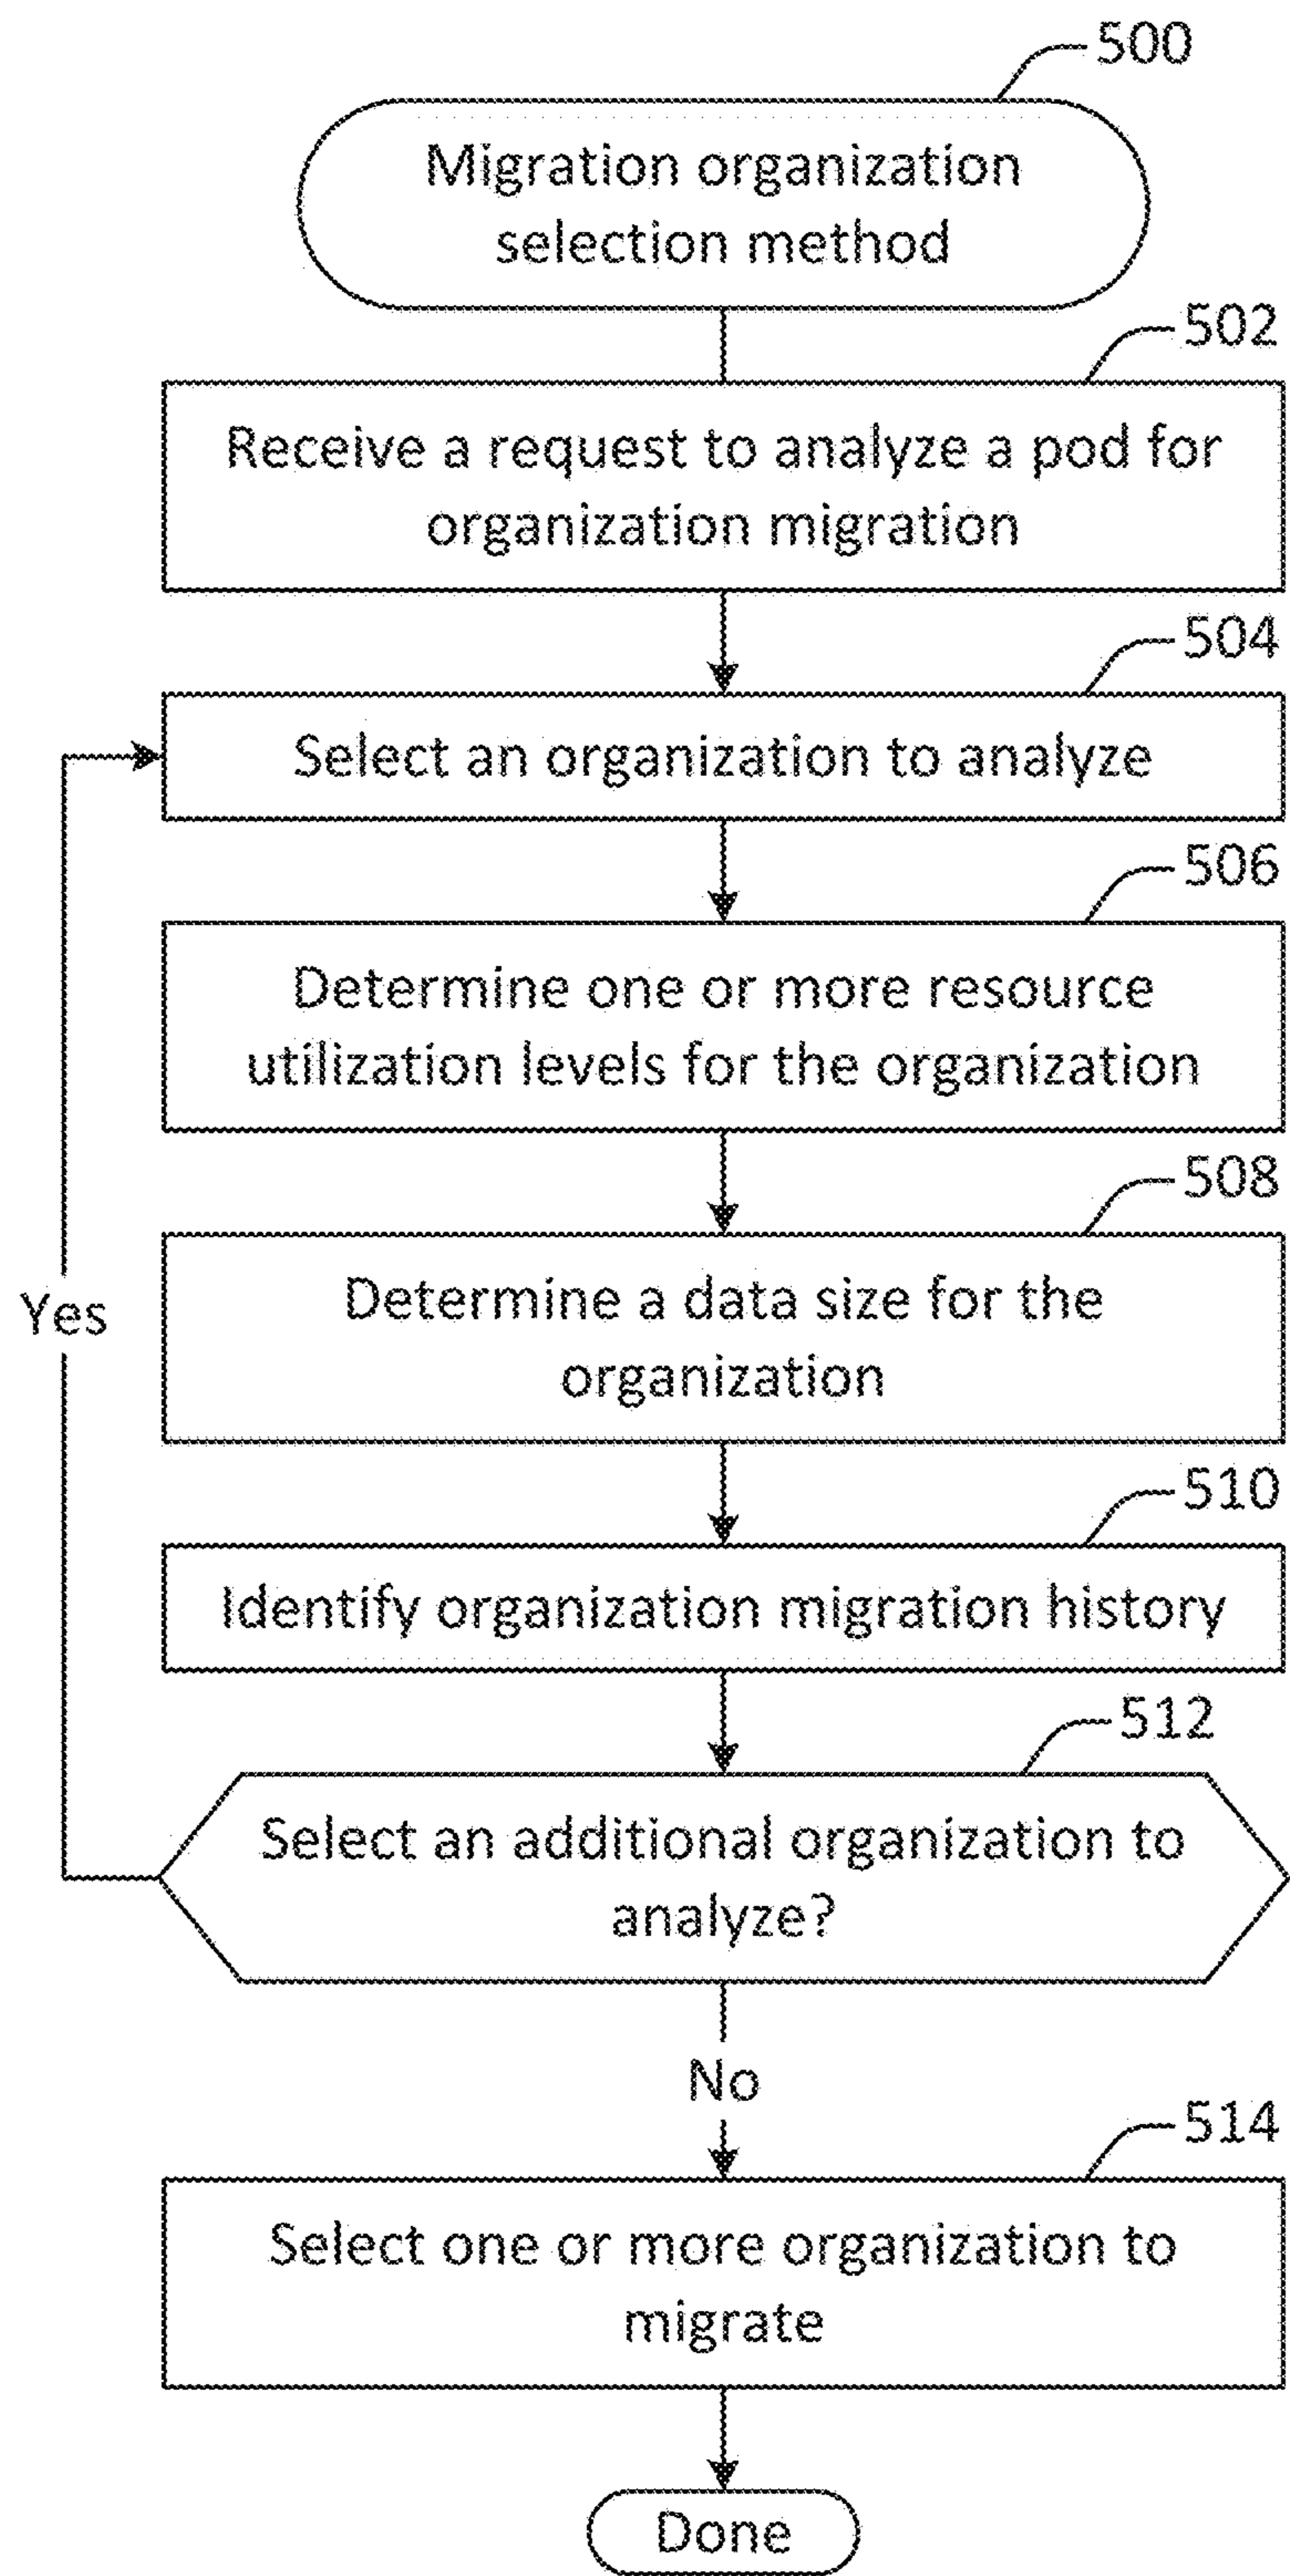 500
Migration organization
selection method
502
Receive a request to analyze a pod for
organization migration
504
Select an organization to analyze
506
Determine one or more resource
utilization levels for the organization
508
Determine a data size for the
organization
Yes
510
Identify organization migration history
512
Select an additional organization to
analyze?
No
514
Select one or more organization to
migrate
Done